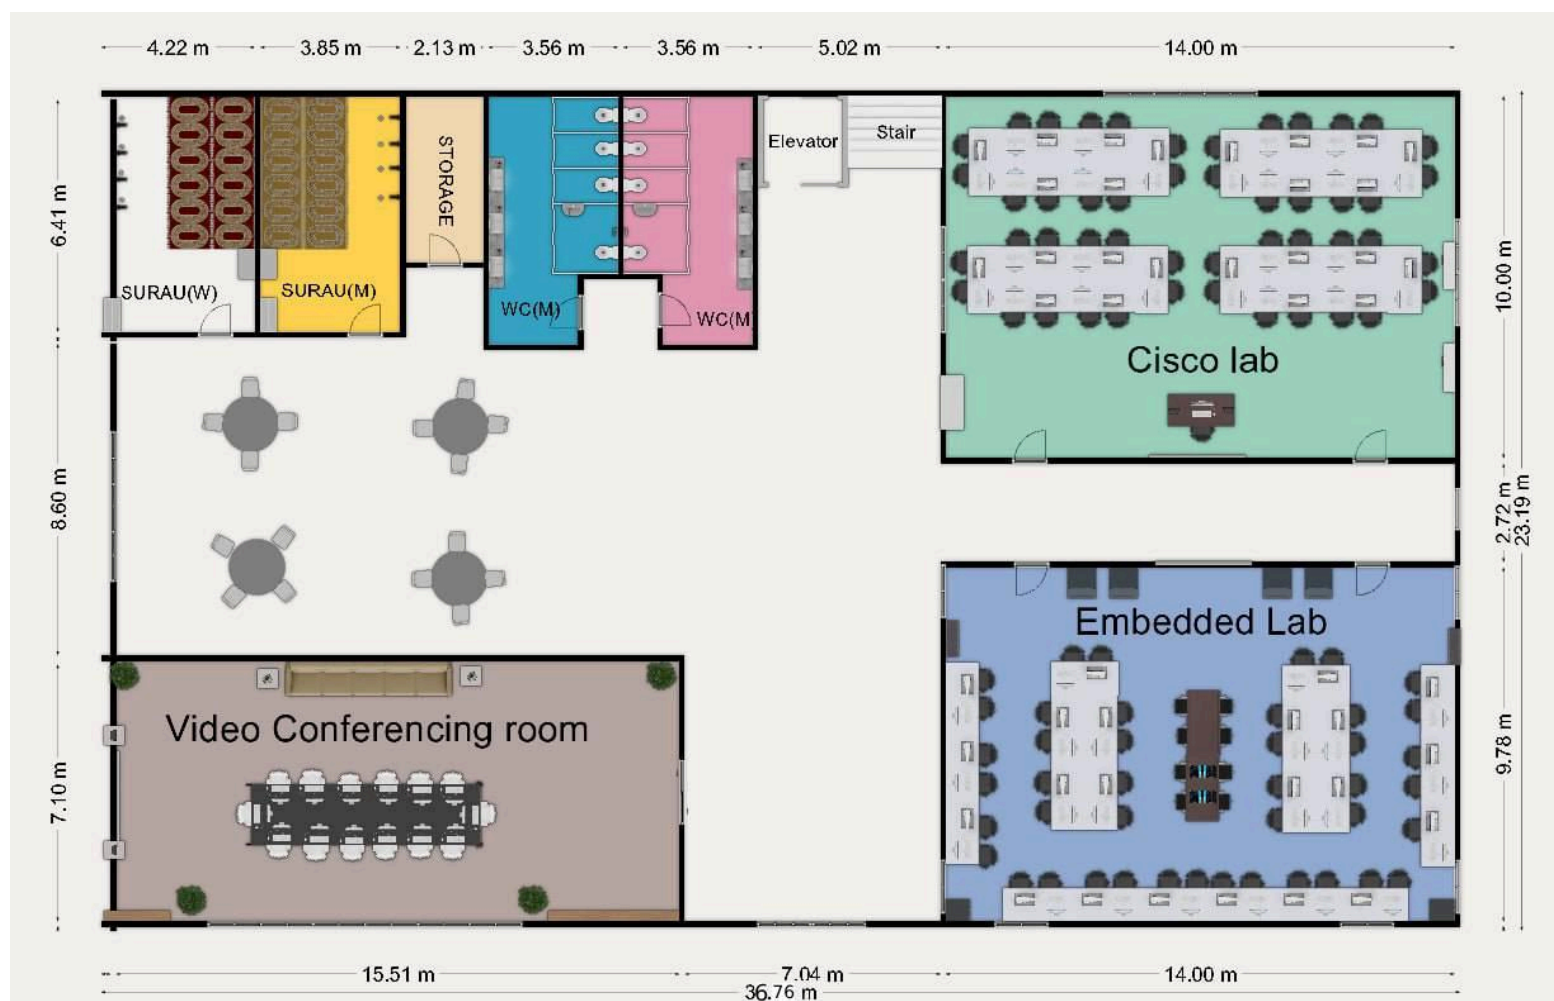 4.22 m 3.85 m 2.13 m 3.56 m 3.56 m 5.02 m 14.00 m
Elevator
Stair
STORAGE
6.41 m
SURAU(W)
SURAU(M)
WC(M)
WC(M
10.00 m
Cisco lab
8.60 m
2.72 m
23.19 m
Embedded Lab
Video Conferencing room
7.10 m
9.78 m
15.51 m 7.04 m 14.00 m
36.76 m